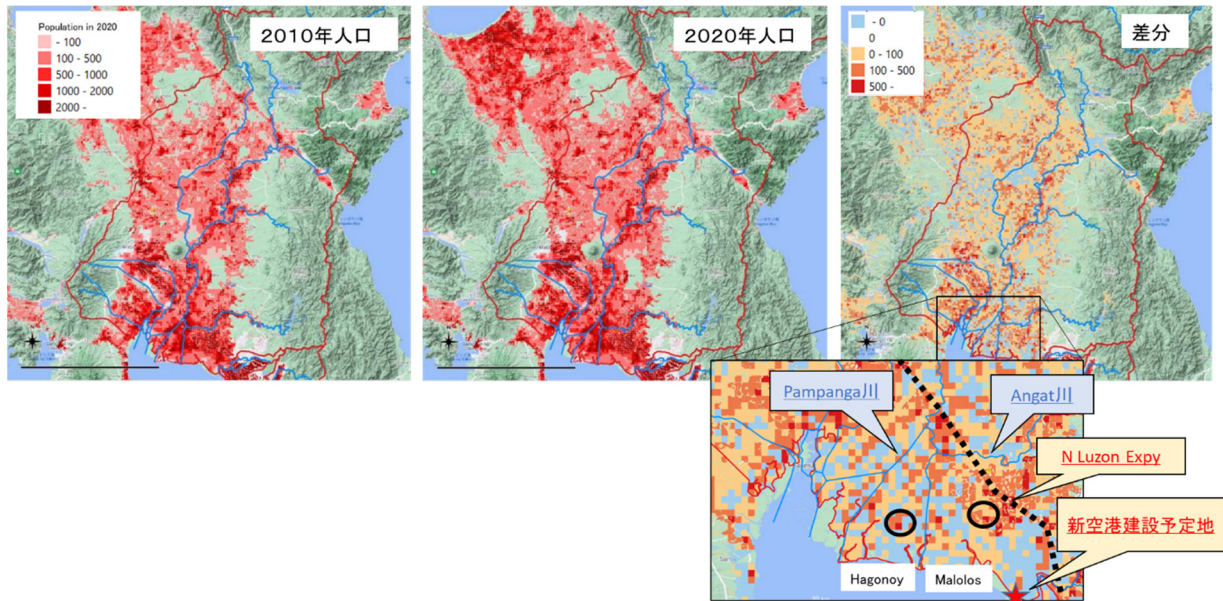 Population in 2020
- 100
100 - 500
500 - 1000
1000 - 2000
2000 -
2010年人口
2020年人口
- 0
0
0 - 100
100 - 500
500 -
差分
Pampanga川
Angat川
N Luzon Expy
新空港建設予定地
Hagonoy
Malolos